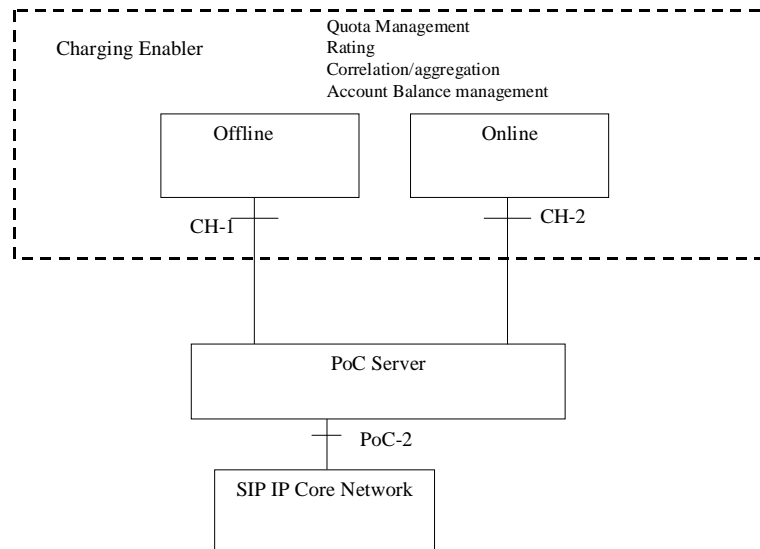 Quota Management
Charging Enabler
Rating
Correlation/aggregation
Account Balance management
Offline
Online
CH-1
CH-2
PoC Server
PoC-2
SIP IP Core Network